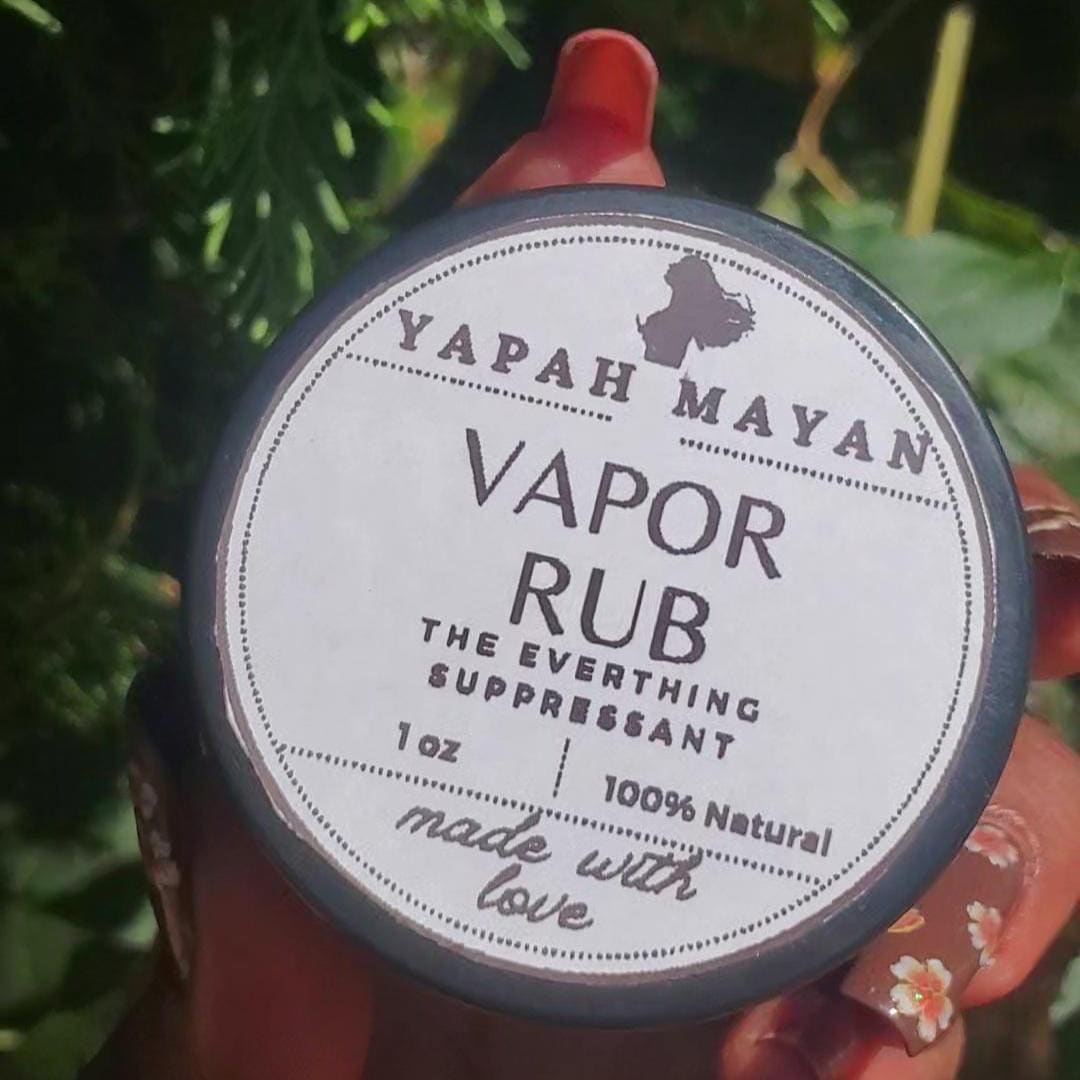 YAPAH MAYAN
VAPOR
RUB
THE EVERTHING
SUPPRESSANT
1 oz
100% Natural
made with
love